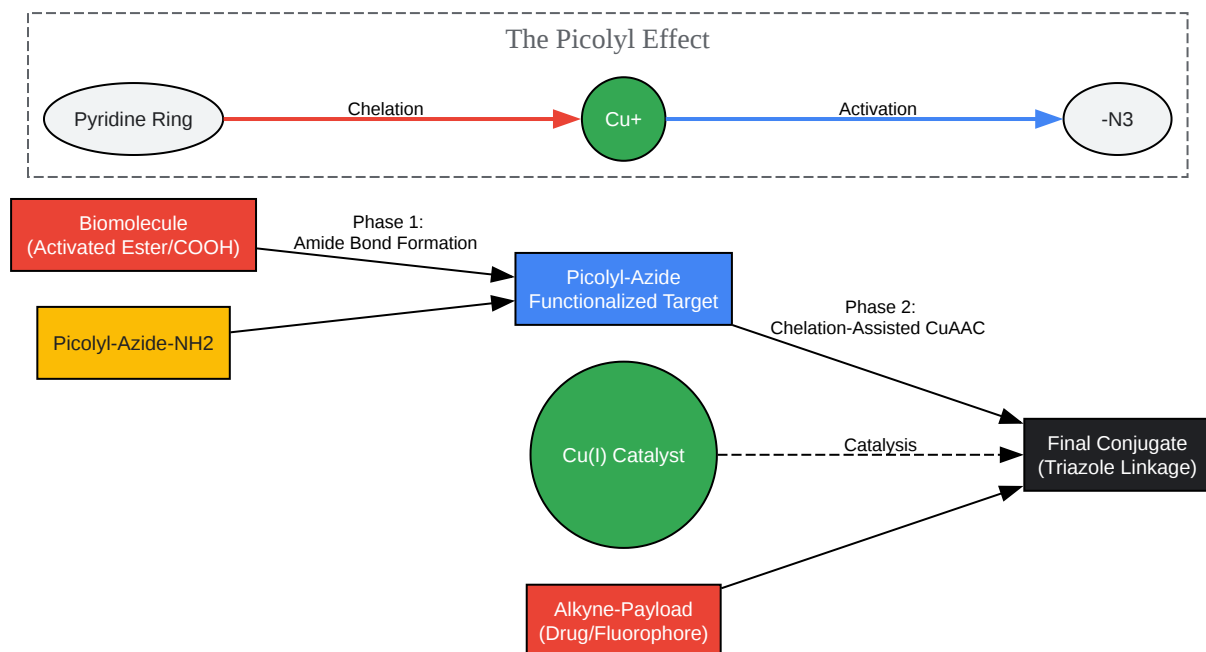 The Picolyl Effect
Pyridine Ring
Chelation
Cu+
Activation
-N3
Biomolecule
(Activated Ester/COOH)
Phase 1:
Amide Bond Formation
Picolyl-Azide-NH2
Picolyl-Azide
Functionalized Target
Phase 2:
Chelation-Assisted CuAAC
Cu(I) Catalyst
Catalysis
Final Conjugate
(Triazole Linkage)
Alkyne-Payload
(Drug/Fluorophore)